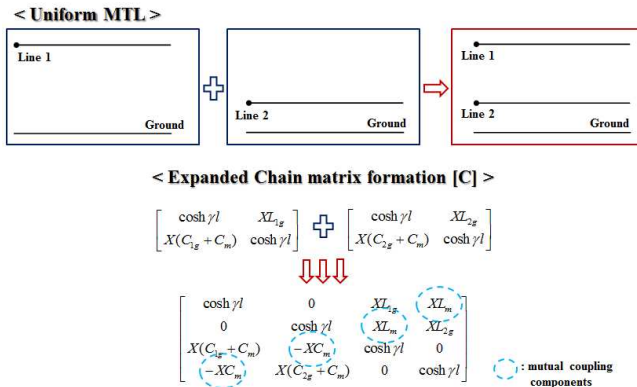 < Uniform MTL >
Line 1
Ground
Line 2
Ground
Line 1
Line 2
Ground
< Expanded Chain matrix formation [C] >
cosh γl XL1g
X(C1g + Cm) cosh γl
cosh γl XL2g
X(C2g + Cm) cosh γl
cosh γl 0 XL1g XLm
0 cosh γl XLm XL2g
X(C1g + Cm) −XCm cosh γl 0
−XCm X(C2g + Cm) 0 cosh γl
: mutual coupling
components